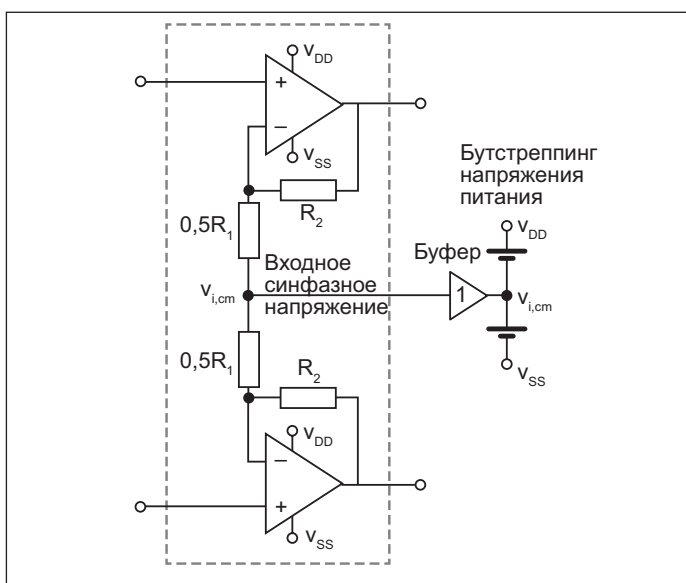 V_DD
+
−
V_SS
R_2
0,5R_1
Входное
синфазное
напряжение
v_i,cm
Бутстреппинг
напряжения
питания
V_DD
Буфер
1
v_i,cm
V_SS
0,5R_1
R_2
V_DD
−
+
V_SS